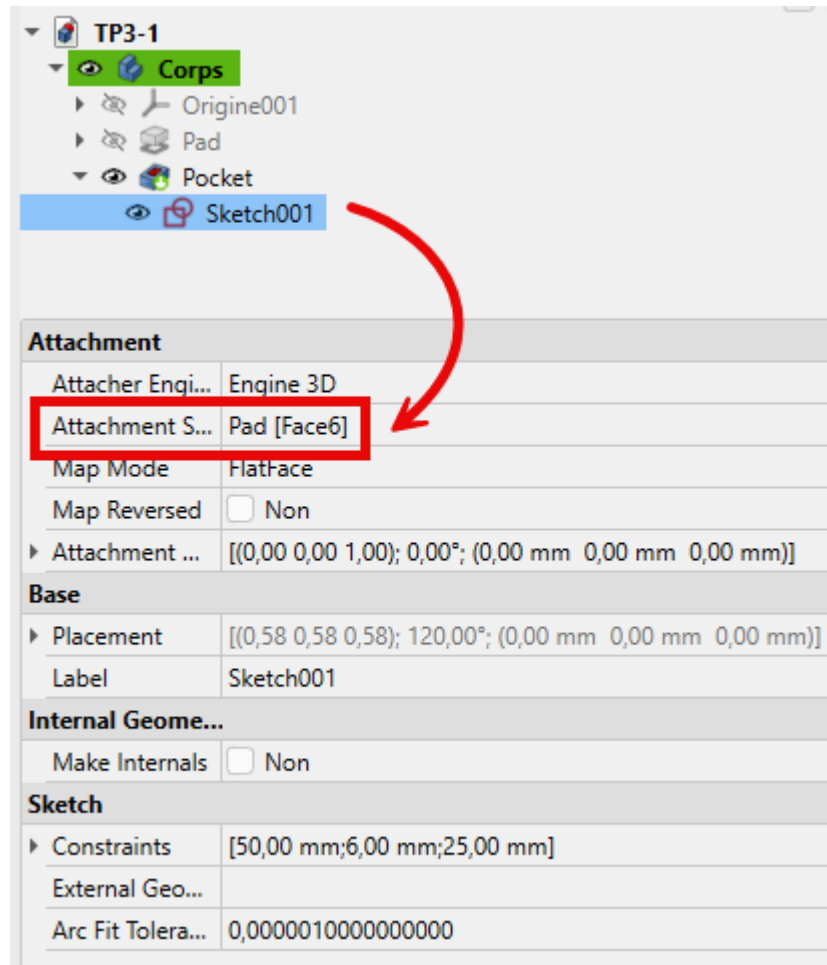 TP3-1
Corps
Origine001
Pad
Pocket
Sketch001
Attachment
Attacher Engi... Engine 3D
Attachment S... Pad [Face6]
Map Mode FlatFace
Map Reversed Non
Attachment ... [(0,00 0,00 1,00); 0,00°; (0,00 mm 0,00 mm 0,00 mm)]
Base
Placement [(0,58 0,58 0,58); 120,00°; (0,00 mm 0,00 mm 0,00 mm)]
Label Sketch001
Internal Geome...
Make Internals Non
Sketch
Constraints [50,00 mm;6,00 mm;25,00 mm]
External Geo...
Arc Fit Tolera... 0,0000010000000000